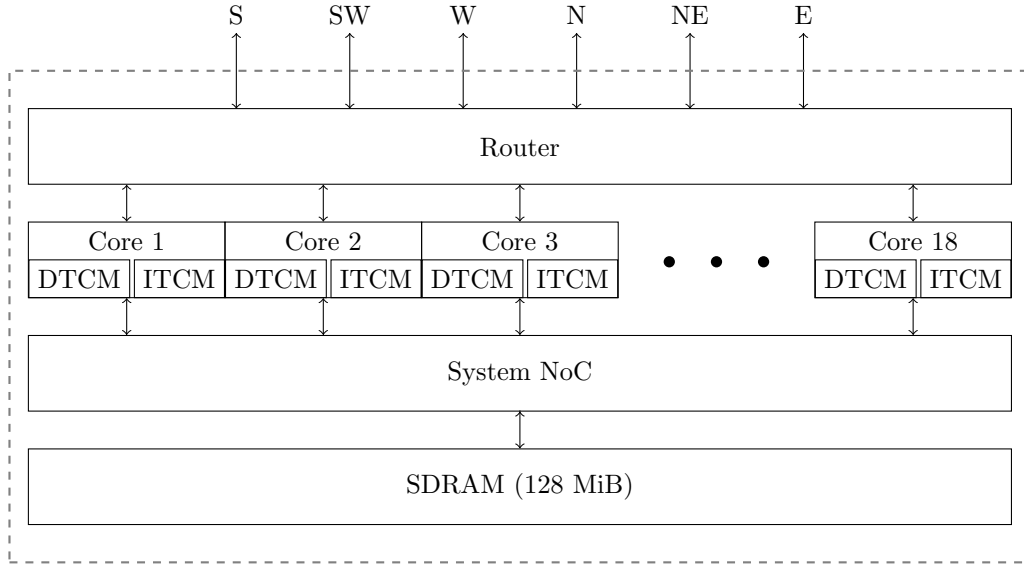 S SW W N NE E
Router
Core 1 Core 2 Core 3 Core 18
DTCM ITCM DTCM ITCM DTCM ITCM DTCM ITCM
System NoC
SDRAM (128 MiB)